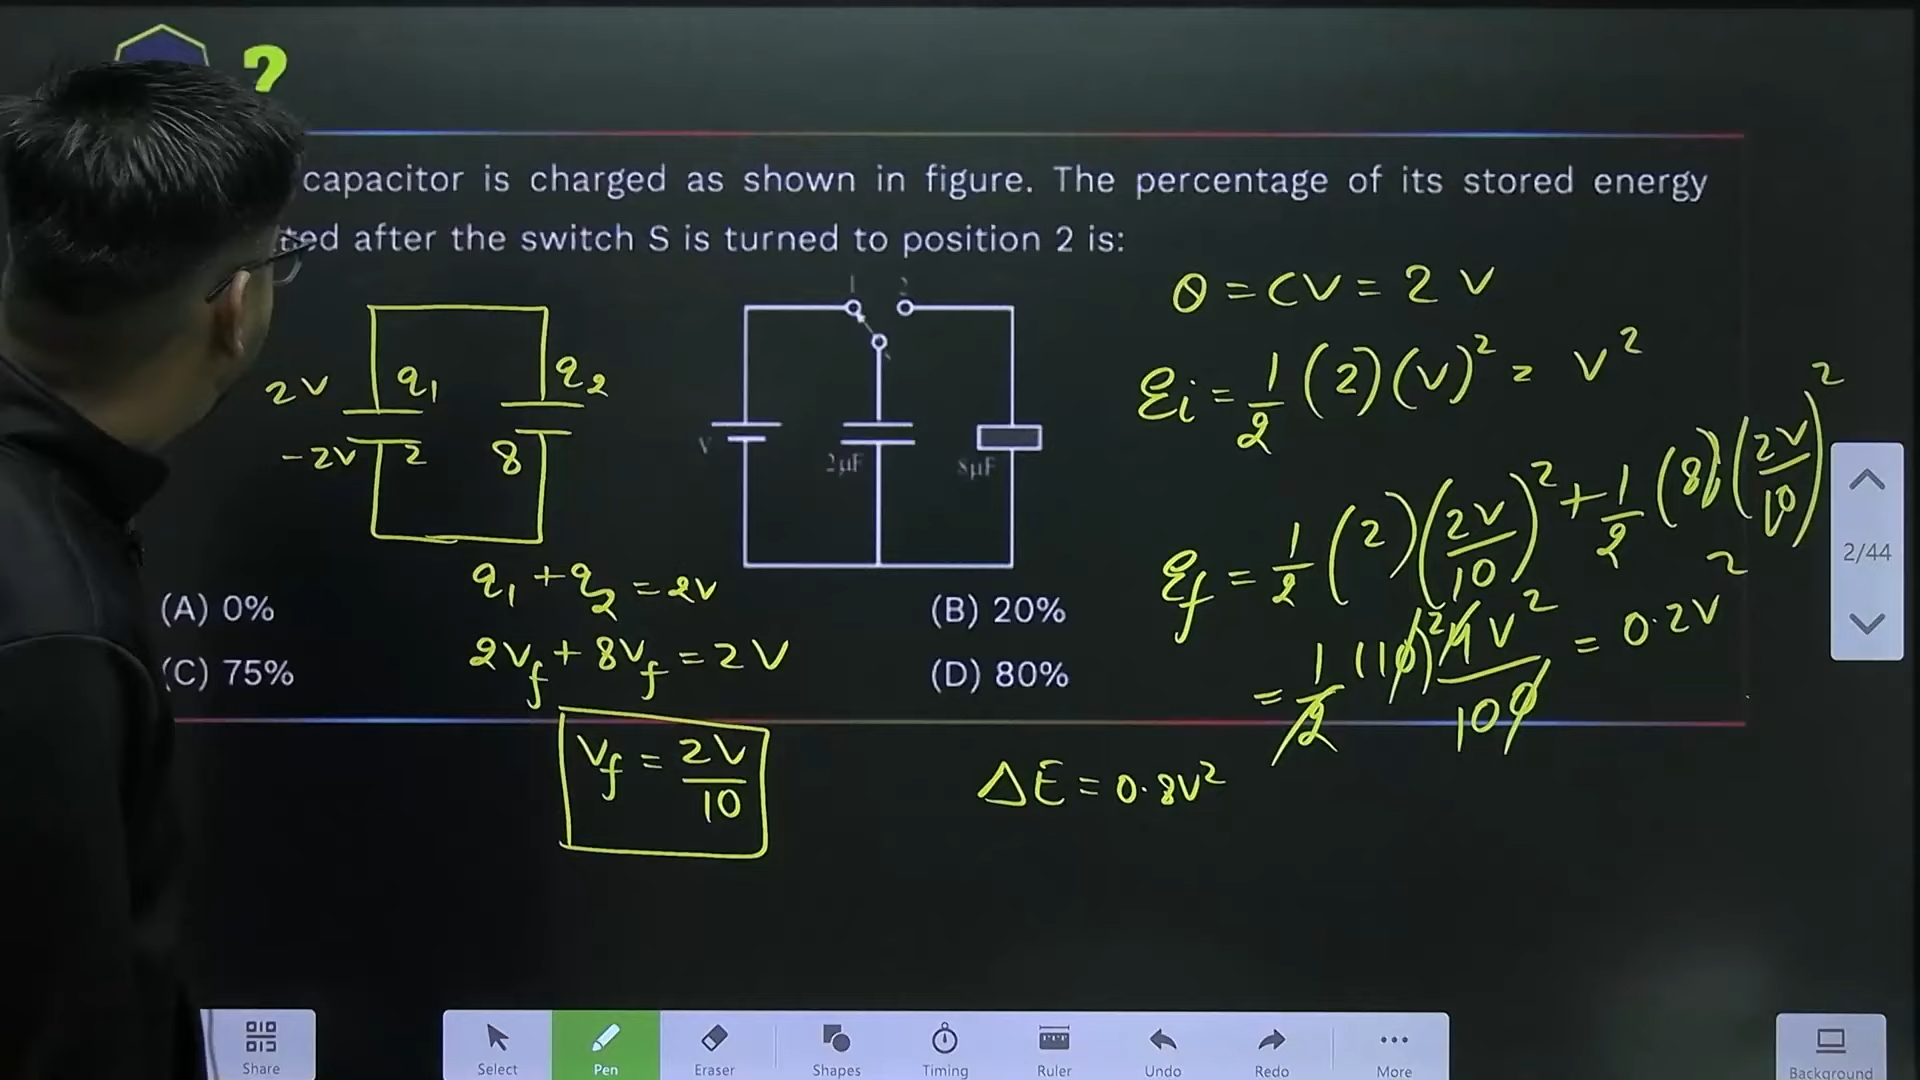 ?
capacitor is charged as shown in figure. The percentage of its stored energy
ted after the switch S is turned to position 2 is:
1 2
V
2μF
8μF
2V q1 q2
-2V 2 8
q1 + q2 = 2V
2Vf + 8Vf = 2V
Vf = 2V/10
Q = CV = 2 V
Ei = 1/2 (2)(V)² = V²
Ef = 1/2 (2)(2V/10)² + 1/2 (8)(2V/10)²
= 1/2 (10) 4V²/100 = 0.2V²
ΔE = 0.8V²
(A) 0%
(B) 20%
(C) 75%
(D) 80%
2/44
Share
Select Pen Eraser Shapes Timing Ruler Undo Redo More
Background